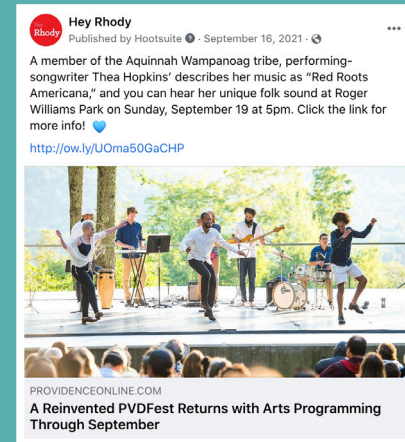 Hey
Rhody
Hey Rhody
Published by Hootsuite · September 16, 2021 ·
A member of the Aquinnah Wampanoag tribe, performing-
songwriter Thea Hopkins’ describes her music as “Red Roots
Americana,” and you can hear her unique folk sound at Roger
Williams Park on Sunday, September 19 at 5pm. Click the link for
more info!
http://ow.ly/UOma50GaCHP
PROVIDENCEONLINE.COM
A Reinvented PVDFest Returns with Arts Programming
Through September